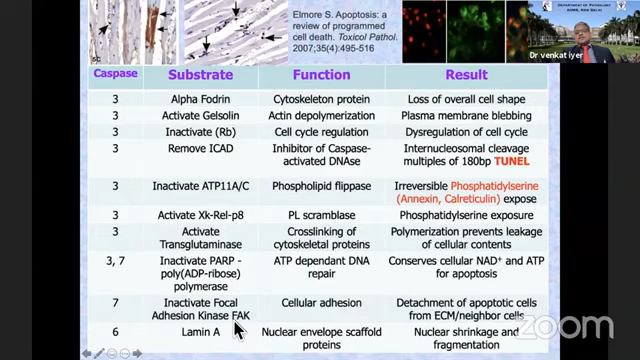 Elmore S. Apoptosis: a
review of programmed
cell death. Toxicol Pathol.
2007;35(4):495-516
Department of Pathology
AIIMS, New Delhi
Dr venkat iyer
Caspase Substrate Function Result
3 Alpha Fodrin Cytoskeleton protein Loss of overall cell shape
3 Activate Gelsolin Actin depolymerization Plasma membrane blebbing
3 Inactivate (Rb) Cell cycle regulation Dysregulation of cell cycle
3 Remove ICAD Inhibitor of Caspase- Internucleosomal cleavage
activated DNAse multiples of 180bp TUNEL
3 Inactivate ATP11A/C Phospholipid flippase Irreversible Phosphatidylserine
(Annexin, Calreticulin) expose
3 Activate Xk-Rel-p8 PL scramblase Phosphatidylserine exposure
3 Activate Crosslinking of Polymerization prevents leakage
Transglutaminase cytoskeletal proteins of cellular contents
3, 7 Inactivate PARP - ATP dependant DNA Conserves cellular NAD+ and ATP
poly(ADP-ribose) repair for apoptosis
polymerase
7 Inactivate Focal Cellular adhesion Detachment of apoptotic cells
Adhesion Kinase FAK from ECM/neighbor cells
6 Lamin A Nuclear envelope scaffold Nuclear shrinkage and
proteins fragmentation
zoom